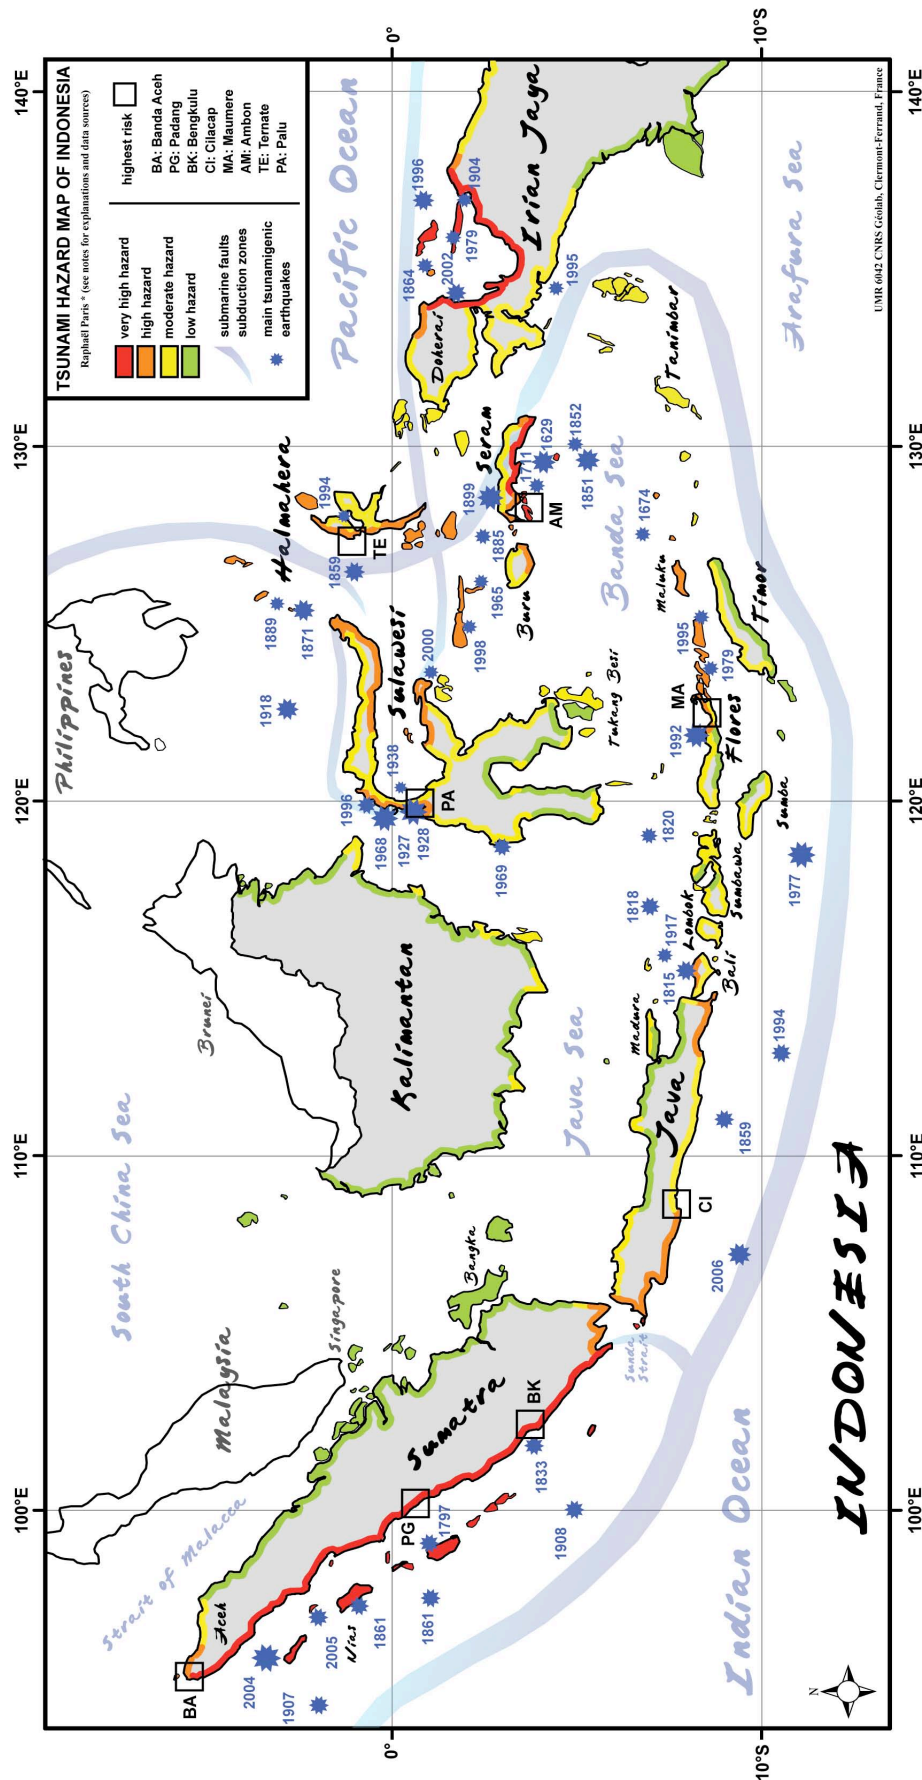 TSUNAMI HAZARD MAP OF INDONESIA
Raphaël Paris * (see notes for explanations and data sources)
very high hazard
high hazard
moderate hazard
low hazard
submarine faults
subduction zones
main tsunamigenic
earthquakes
highest risk
BA: Banda Aceh
PG: Padang
BK: Bengkulu
CI: Cilacap
MA: Maumere
AM: Ambon
TE: Ternate
PA: Palu
100°E
110°E
120°E
130°E
140°E
100°E
110°E
120°E
130°E
140°E
0°
10°S
0°
10°S
South China Sea
Philippines
Pacific Ocean
Strait of Malacca
Malaysia
Singapore
Brunei
Halmahera
BA
Aceh
2004
1907
2005
Nias
1861
1861
PG
1797
1908
Sumatra
BK
1833
Bangka
Sunda
Strait
Kalimantan
Java Sea
1918
1889
1871
1859
1994
TE
1996
1968
1927
1928
1938
PA
Sulawesi
2000
1969
1998
1965
1885
1899
Seram
Buru
AM
1711
1629
1852
1851
1674
Banda Sea
Tukang Besi
Doherai
1864
2002
1979
1996
1904
Irian Jaya
1995
Tanimbar
Arafura Sea
Java
CI
Madura
2006
1859
1994
1815
1917
1818
1820
Bali
Lombok
Sumbawa
Sumba
1977
1992
MA
Flores
1979
1995
Maluku
Timor
Indian Ocean
INDONESIA
N
UMR 6042 CNRS Géolab, Clermont-Ferrand, France